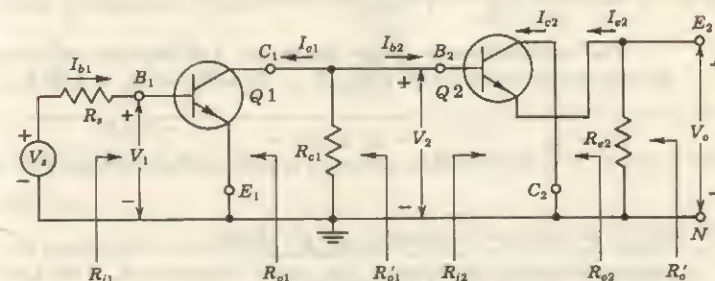 I_c2 I_e2 E_2
I_b1 C_1 I_c1 I_b2 B_2
B_1 Q1 + Q2 +
R_s
+ + V_s V_1 R_c1 V_2 R_e2 V_o
- - E_1 - C_2 -
N
R_i1 R_o1 R'_o1 R_i2 R_o2 R'_o